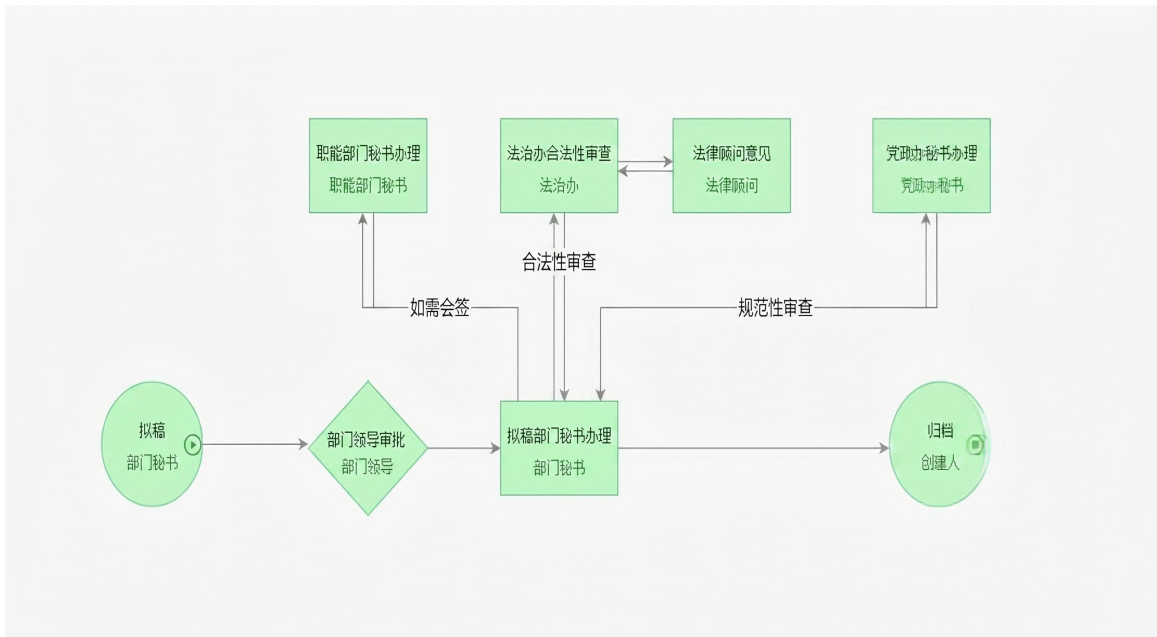 职能部门秘书办理
职能部门秘书
法治办合法性审查
法治办
法律顾问意见
法律顾问
党政办秘书办理
党政办秘书
合法性审查
如需会签
规范性审查
拟稿
部门秘书
部门领导审批
部门领导
拟稿部门秘书办理
部门秘书
归档
创建人